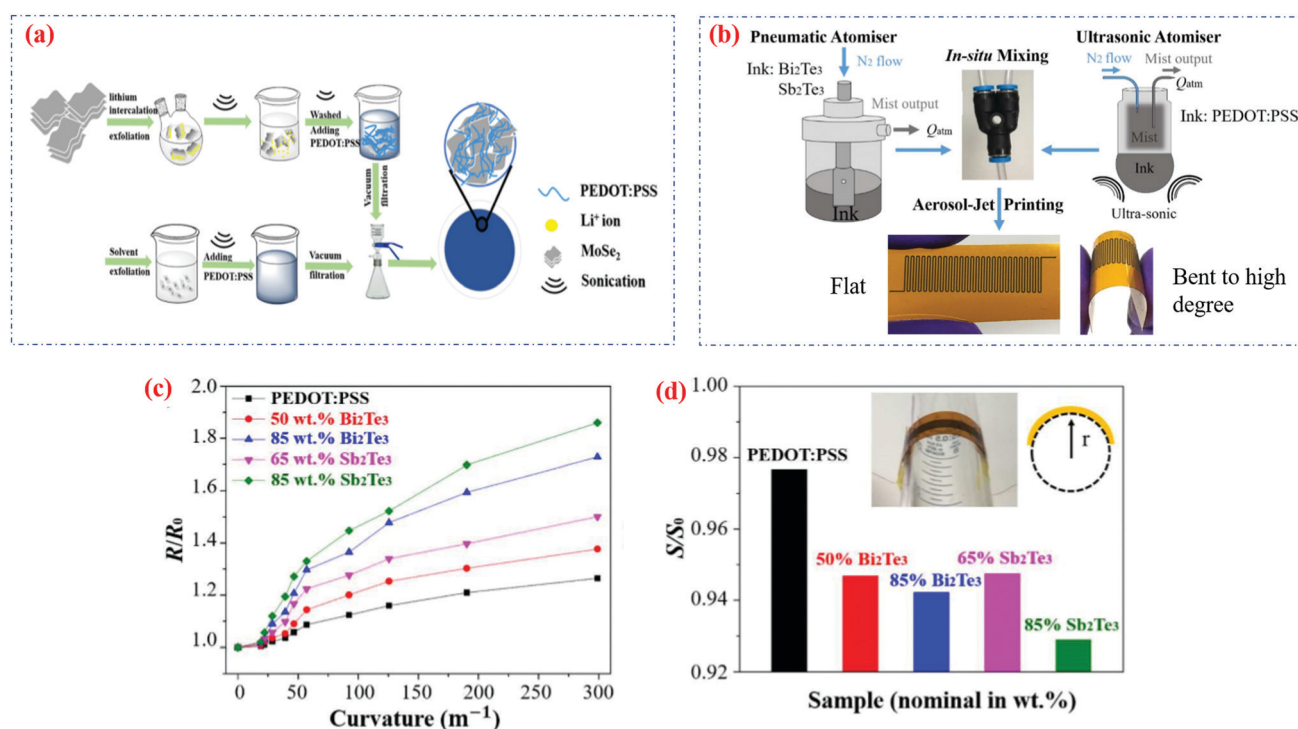 (a)
lithium
intercalation
exfoliation
Washed
Adding
PEDOT:PSS
Vacuum
filtration
PEDOT:PSS
Li+ ion
MoSe2
Sonication
Solvent
exfoliation
Adding
PEDOT:PSS
Vacuum
filtration
(b)
Pneumatic Atomiser
N2 flow
Ink: Bi2Te3
Sb2Te3
Mist output
Qatm
Ink
In-situ Mixing
Ultrasonic Atomiser
N2 flow
Mist output
Qatm
Ink: PEDOT:PSS
Mist
Ink
Ultra-sonic
Aerosol-Jet Printing
Flat
Bent to high
degree
(c)
R/R0
2.0
1.8
1.6
1.4
1.2
1.0
PEDOT:PSS
50 wt.% Bi2Te3
85 wt.% Bi2Te3
65 wt.% Sb2Te3
85 wt.% Sb2Te3
0 50 100 150 200 250 300
Curvature (m−1)
(d)
S/S0
1.00
0.98
0.96
0.94
0.92
PEDOT:PSS
50% Bi2Te3
85% Bi2Te3
65% Sb2Te3
85% Sb2Te3
r
Sample (nominal in wt.%)